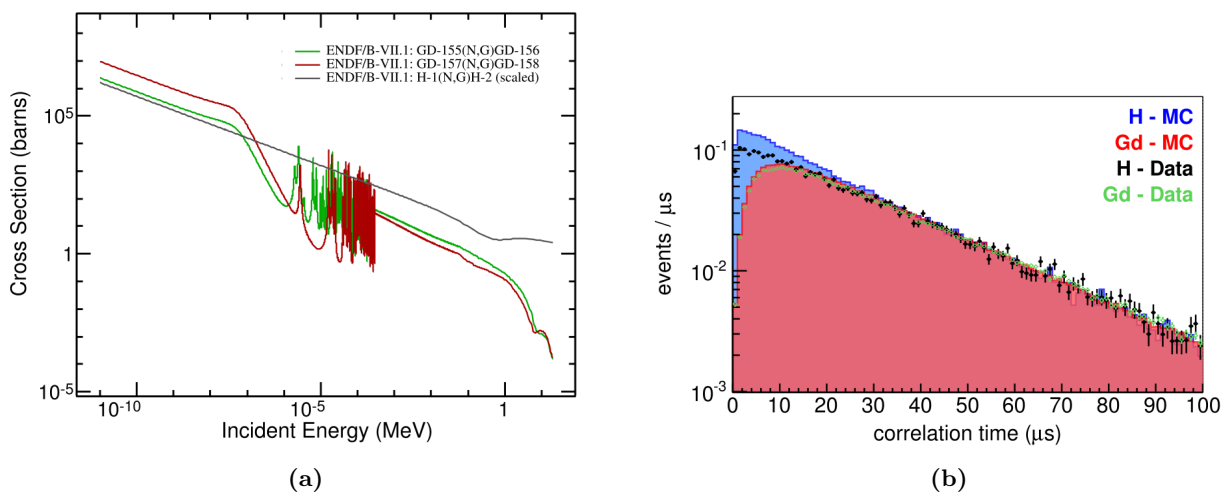 ENDF/B-VII.1: GD-155(N,G)GD-156
ENDF/B-VII.1: GD-157(N,G)GD-158
ENDF/B-VII.1: H-1(N,G)H-2 (scaled)
Cross Section (barns)
10^5
1
10^-5
10^-10
10^-5
1
Incident Energy (MeV)
(a)
H - MC
Gd - MC
H - Data
Gd - Data
events / μs
10^-1
10^-2
10^-3
0 10 20 30 40 50 60 70 80 90 100
correlation time (μs)
(b)